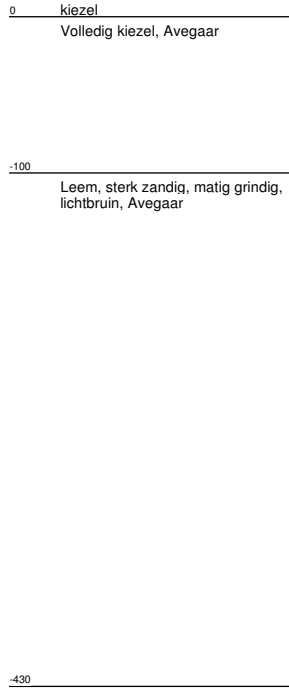 0 kiezel
Volledig kiezel, Avegaar
-100
Leem, sterk zandig, matig grindig,
lichtbruin, Avegaar
-430